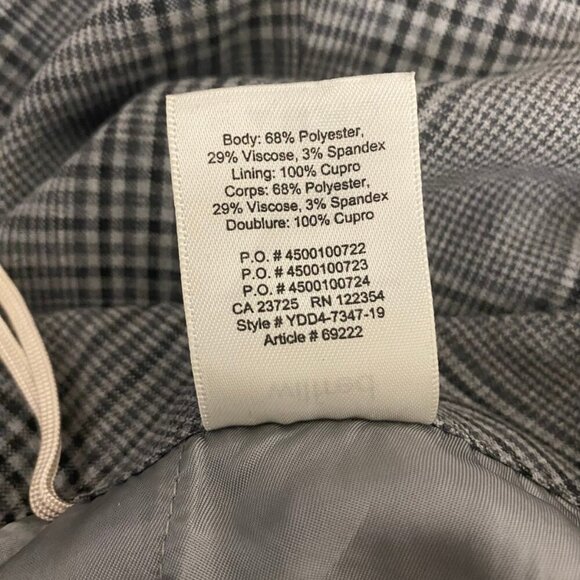 Body: 68% Polyester,
29% Viscose, 3% Spandex
Lining: 100% Cupro
Corps: 68% Polyester,
29% Viscose, 3% Spandex
Doublure: 100% Cupro
P.O. # 4500100722
P.O. # 4500100723
P.O. # 4500100724
CA 23725 RN 122354
Style # YDD4-7347-19
Article # 69222